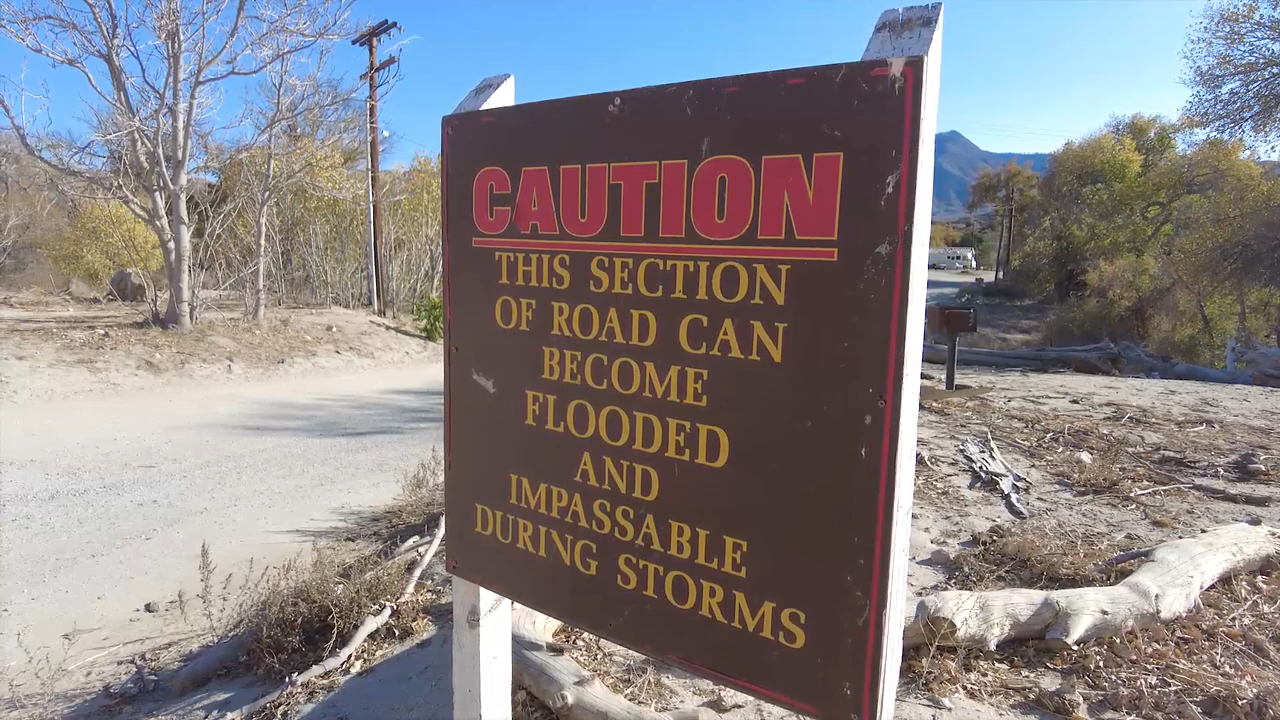 CAUTION
THIS SECTION
OF ROAD CAN
BECOME
FLOODED
AND
IMPASSABLE
DURING STORMS